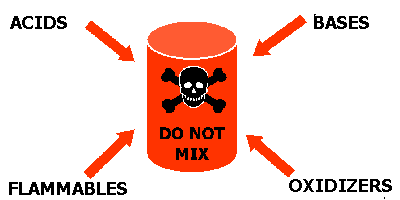 ACIDS
BASES
DO NOT
MIX
FLAMMABLES
OXIDIZERS